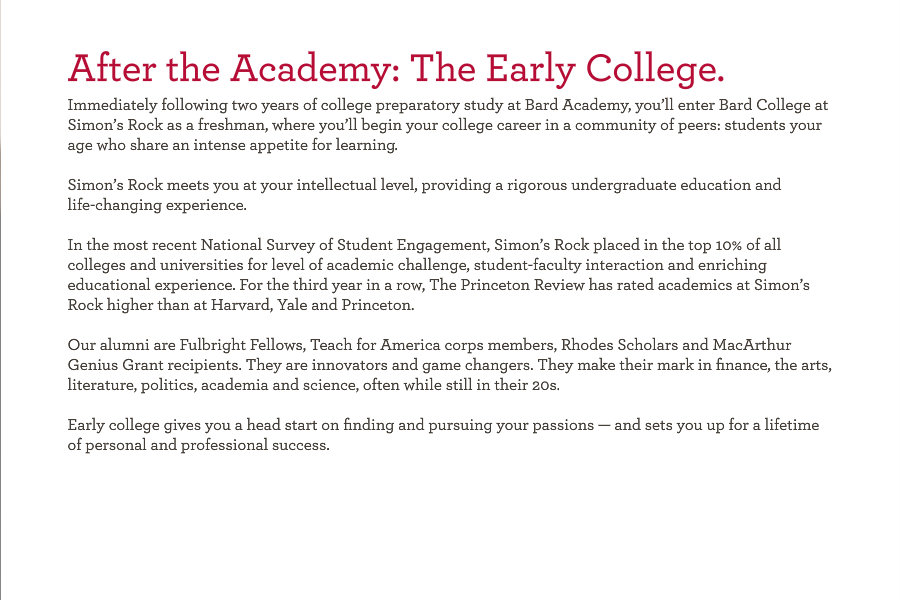 After the Academy: The Early College.
Immediately following two years of college preparatory study at Bard Academy, you’ll enter Bard College at
Simon’s Rock as a freshman, where you’ll begin your college career in a community of peers: students your
age who share an intense appetite for learning.
Simon’s Rock meets you at your intellectual level, providing a rigorous undergraduate education and
life-changing experience.
In the most recent National Survey of Student Engagement, Simon’s Rock placed in the top 10% of all
colleges and universities for level of academic challenge, student-faculty interaction and enriching
educational experience. For the third year in a row, The Princeton Review has rated academics at Simon’s
Rock higher than at Harvard, Yale and Princeton.
Our alumni are Fulbright Fellows, Teach for America corps members, Rhodes Scholars and MacArthur
Genius Grant recipients. They are innovators and game changers. They make their mark in finance, the arts,
literature, politics, academia and science, often while still in their 20s.
Early college gives you a head start on finding and pursuing your passions — and sets you up for a lifetime
of personal and professional success.